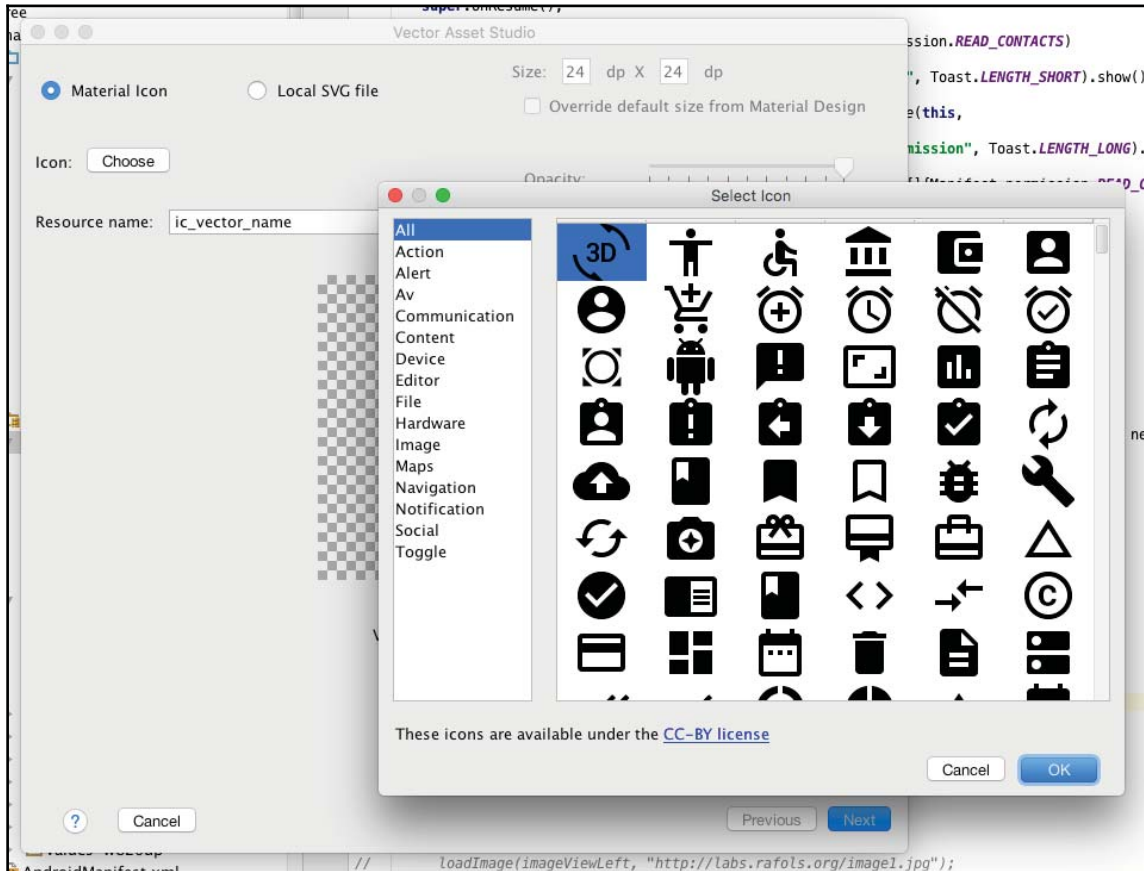 ree
super.onResume();
Vector Asset Studio
ssion.READ_CONTACTS)
Size: 24 dp X 24 dp
", Toast.LENGTH_SHORT).show()
Material Icon
Local SVG file
Override default size from Material Design
e(this,
mission", Toast.LENGTH_LONG).
Icon: Choose
Opacity:
Select Icon
Resource name: ic_vector_name
All
Action
Alert
Av
Communication
Content
Device
Editor
File
Hardware
Image
Maps
Navigation
Notification
Social
Toggle
3D
ne
These icons are available under the CC-BY license
Cancel
OK
?
Cancel
Previous
Next
AndroidManifest.xml
// loadImage(imageViewLeft, "http://labs.rafols.org/image1.jpg");